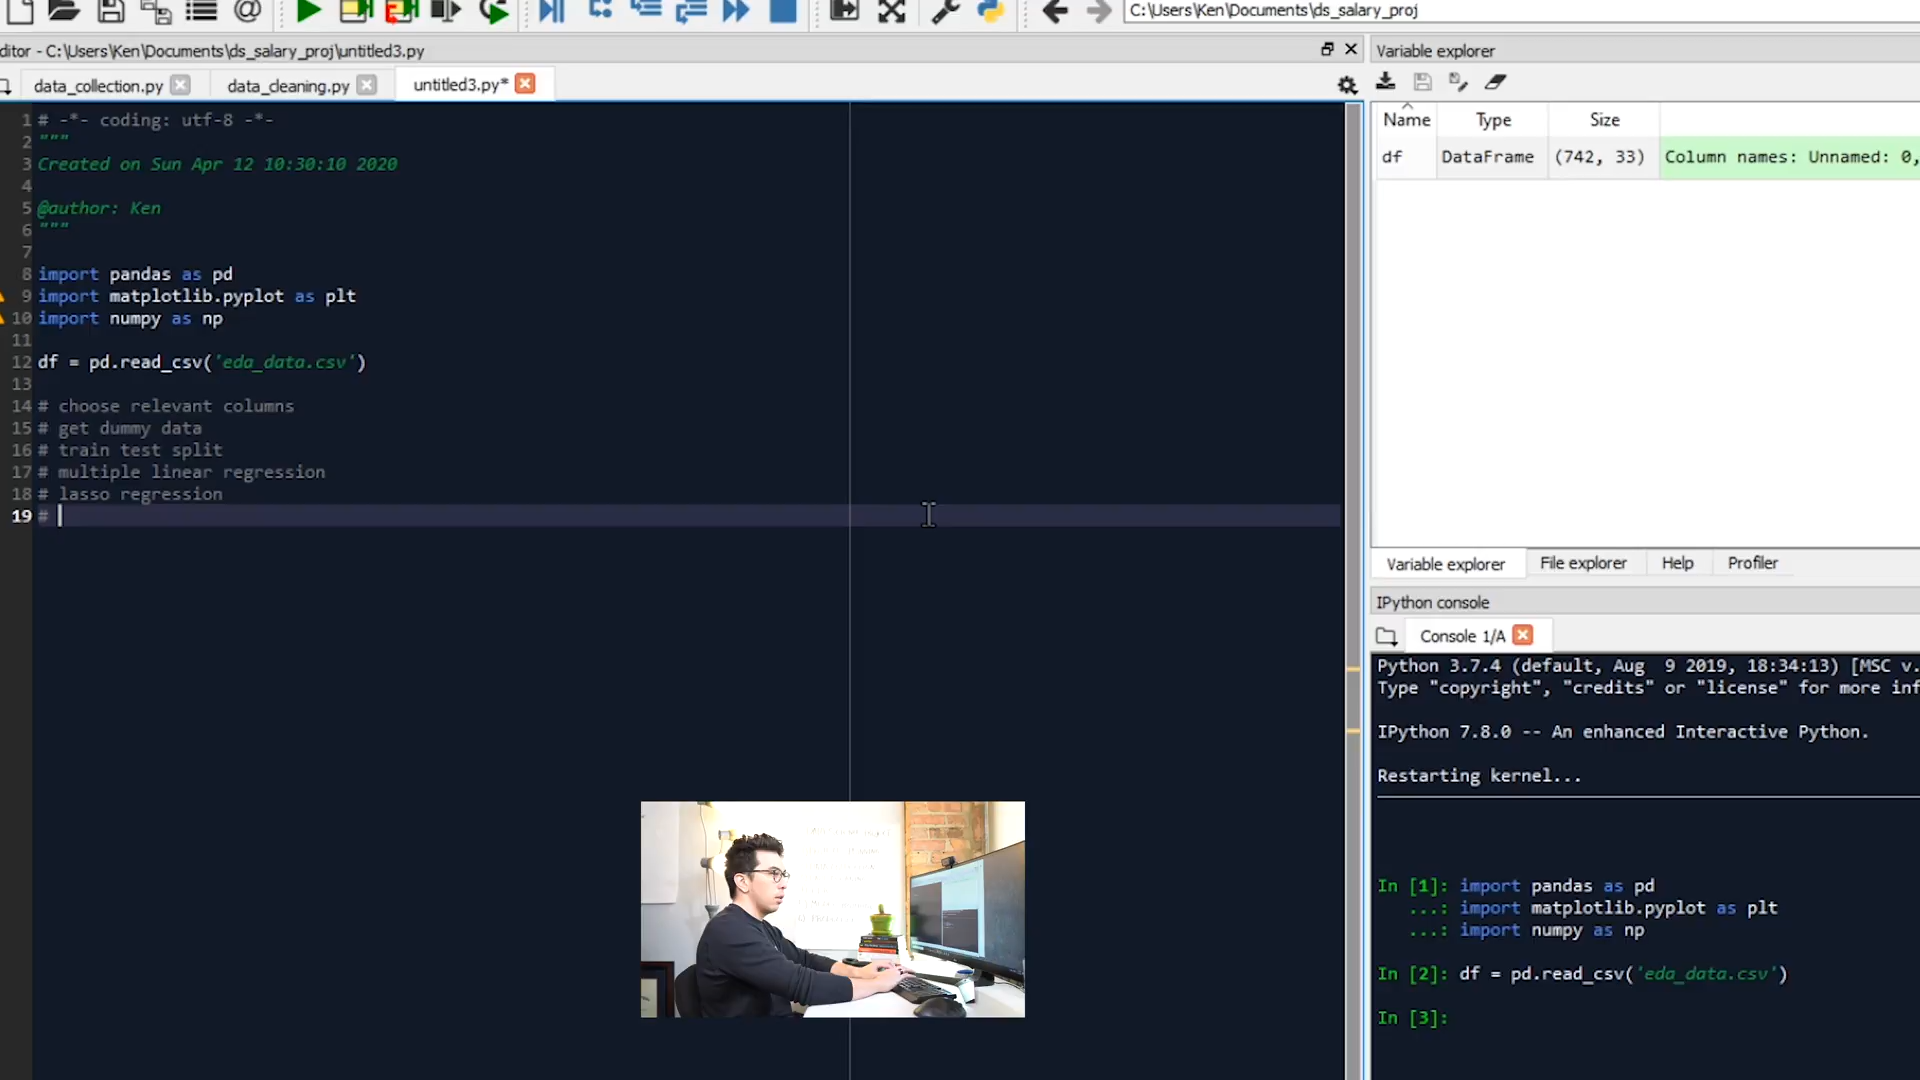 C:\Users\Ken\Documents\ds_salary_proj
ditor - C:\Users\Ken\Documents\ds_salary_proj\untitled3.py
data_collection.py
data_cleaning.py
untitled3.py*
1 # -*- coding: utf-8 -*-
2 """
3 Created on Sun Apr 12 10:30:10 2020
4
5 @author: Ken
6 """
7
8 import pandas as pd
9 import matplotlib.pyplot as plt
10 import numpy as np
11
12 df = pd.read_csv('eda_data.csv')
13
14 # choose relevant columns
15 # get dummy data
16 # train test split
17 # multiple linear regression
18 # lasso regression
19 #
Variable explorer
Name Type Size
df DataFrame (742, 33) Column names: Unnamed: 0,
Variable explorer File explorer Help Profiler
IPython console
Console 1/A
Python 3.7.4 (default, Aug  9 2019, 18:34:13) [MSC v.
Type "copyright", "credits" or "license" for more inf
IPython 7.8.0 -- An enhanced Interactive Python.
Restarting kernel...
In [1]: import pandas as pd
...: import matplotlib.pyplot as plt
...: import numpy as np
In [2]: df = pd.read_csv('eda_data.csv')
In [3]: